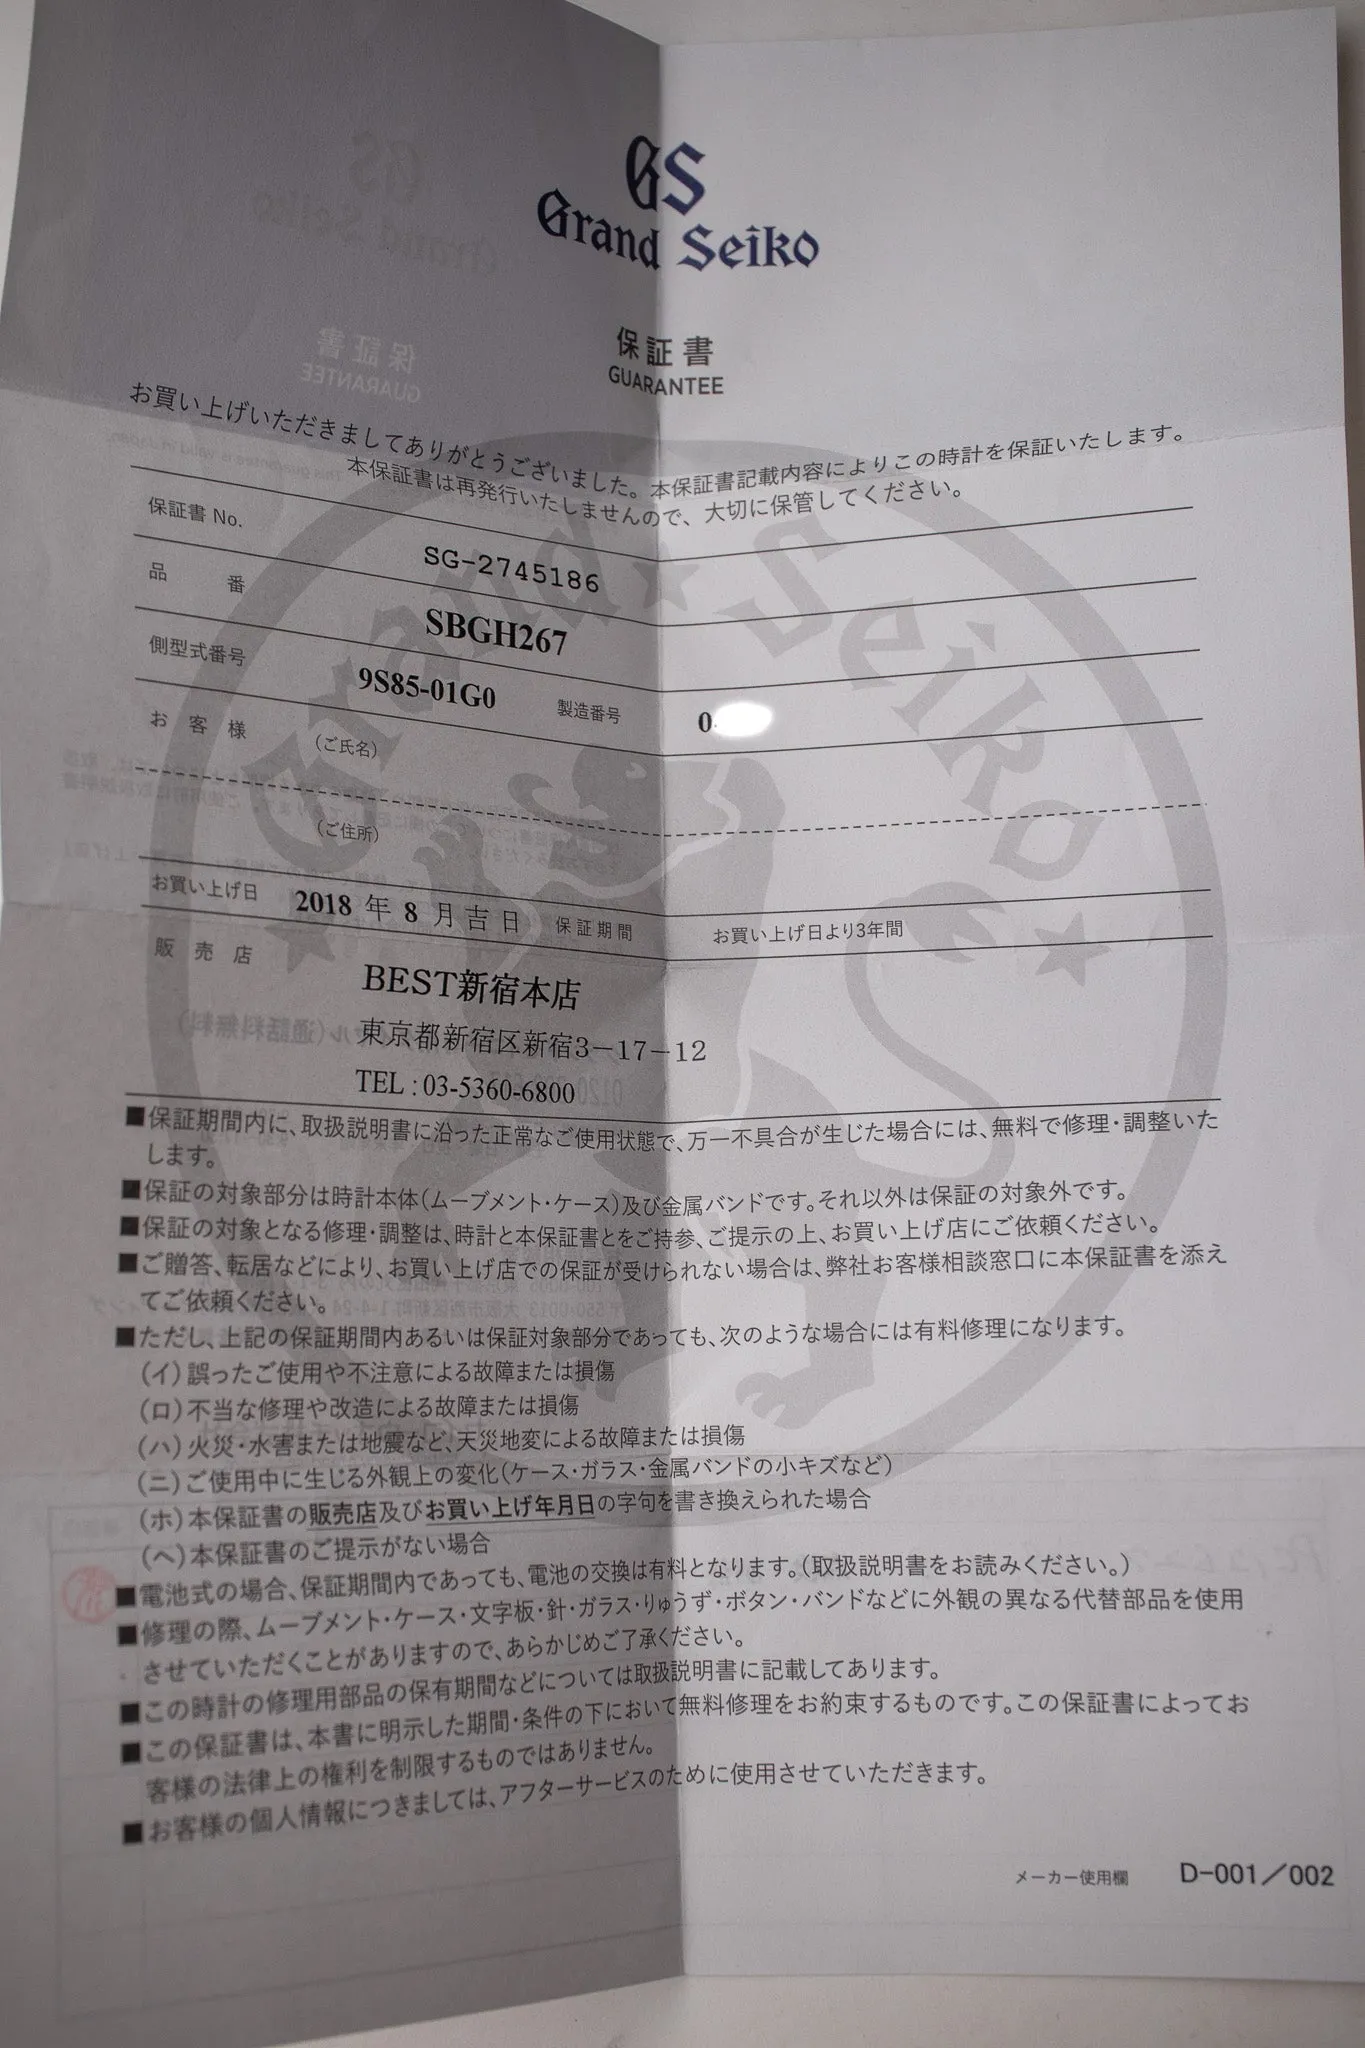 GS
Grand Seiko
保証書
GUARANTEE
お買い上げいただきましてありがとうございました。本保証書記載内容によりこの時計を保証いたします。
本保証書は再発行いたしませんので、大切に保管してください。
保証書 No. SG-2745186
品 番 SBGH267
側型式番号 9S85-01G0 製造番号 0
お 客 様 (ご氏名)
(ご住所)
お買い上げ日 2018 年 8 月 吉 日 保証期間 お買い上げ日より3年間
販 売 店 BEST新宿本店
東京都新宿区新宿3-17-12
TEL : 03-5360-6800
■保証期間内に、取扱説明書に沿った正常なご使用状態で、万一不具合が生じた場合には、無料で修理・調整いた
します。
■保証の対象部分は時計本体(ムーブメント・ケース)及び金属バンドです。それ以外は保証の対象外です。
■保証の対象となる修理・調整は、時計と本保証書とをご持参、ご提示の上、お買い上げ店にご依頼ください。
■ご贈答、転居などにより、お買い上げ店での保証が受けられない場合は、弊社お客様相談窓口に本保証書を添え
てご依頼ください。
■ただし、上記の保証期間内あるいは保証対象部分であっても、次のような場合には有料修理になります。
(イ)誤ったご使用や不注意による故障または損傷
(ロ)不当な修理や改造による故障または損傷
(ハ)火災・水害または地震など、天災地変による故障または損傷
(ニ)ご使用中に生じる外観上の変化(ケース・ガラス・金属バンドの小キズなど)
(ホ)本保証書の販売店及びお買い上げ年月日の字句を書き換えられた場合
(ヘ)本保証書のご提示がない場合
■電池式の場合、保証期間内であっても、電池の交換は有料となります。(取扱説明書をお読みください。)
■修理の際、ムーブメント・ケース・文字板・針・ガラス・りゅうず・ボタン・バンドなどに外観の異なる代替部品を使用
させていただくことがありますので、あらかじめご了承ください。
■この時計の修理用部品の保有期間などについては取扱説明書に記載してあります。
■この保証書は、本書に明示した期間・条件の下において無料修理をお約束するものです。この保証書によってお
客様の法律上の権利を制限するものではありません。
■お客様の個人情報につきましては、アフターサービスのために使用させていただきます。
メーカー使用欄 D-001/002